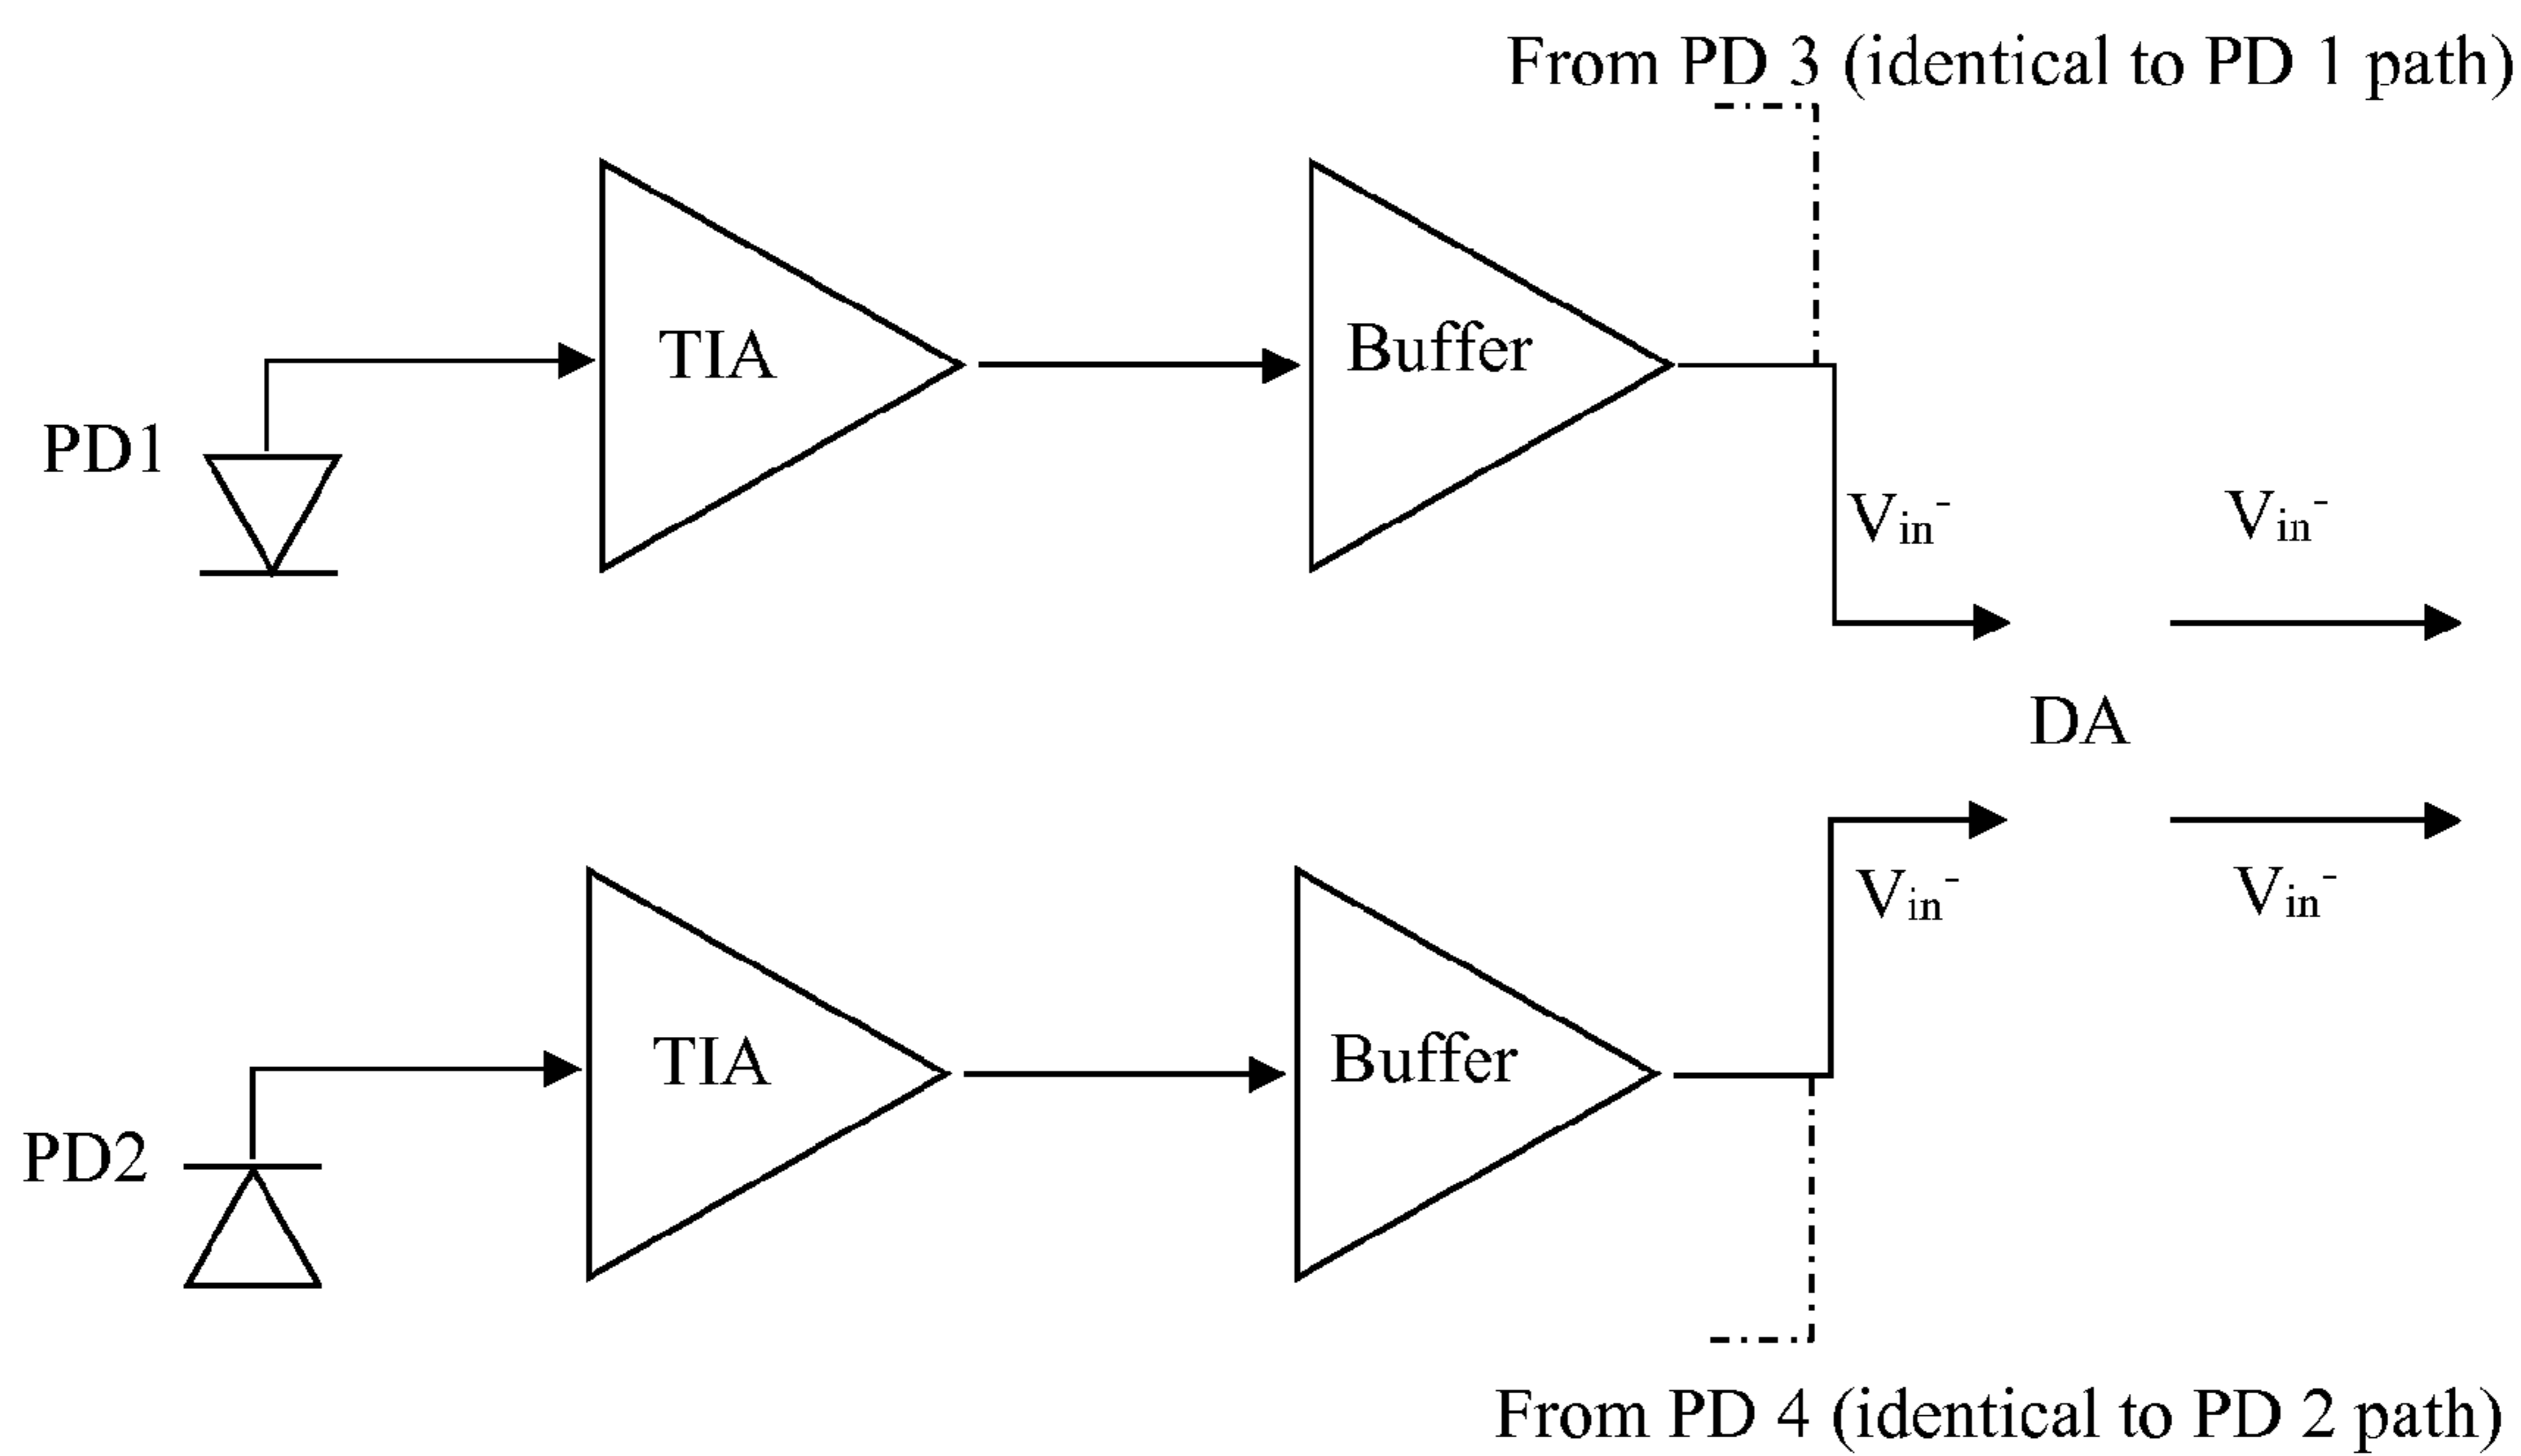 From PD 3 (identical to PD 1 path)
TIA
Buffer
PD1
Vin-
Vin-
DA
Vin-
Vin-
TIA
Buffer
PD2
From PD 4 (identical to PD 2 path)